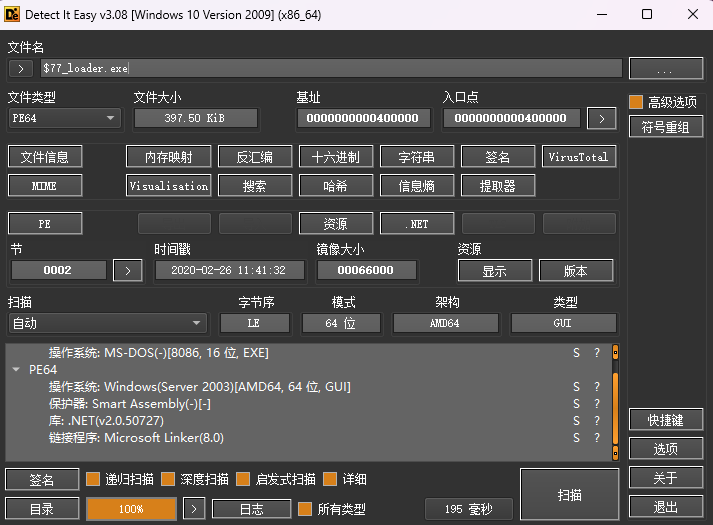 Detect It Easy v3.08 [Windows 10 Version 2009] (x86_64)
文件名
> $77_loader.exe ...
文件类型 文件大小 基址 入口点 高级选项
PE64 397.50 KiB 0000000000400000 0000000000400000 > 符号重组
文件信息 内存映射 反汇编 十六进制 字符串 签名 VirusTotal
MIME Visualisation 搜索 哈希 信息熵 提取器
PE 资源 .NET
节 时间戳 镜像大小 资源
0002 > 2020-02-26 11:41:32 00066000 显示 版本
扫描 字节序 模式 架构 类型
自动 LE 64 位 AMD64 GUI
操作系统: MS-DOS(-)[8086, 16 位, EXE] S ?
PE64
操作系统: Windows(Server 2003)[AMD64, 64 位, GUI] S ?
保护器: Smart Assembly(-)[-] S ?
库: .NET(v2.0.50727) S ?
链接程序: Microsoft Linker(8.0) S ?
快捷键
选项
签名 递归扫描 深度扫描 启发式扫描 详细 扫描 关于
目录 100% > 日志 所有类型 195 毫秒 退出